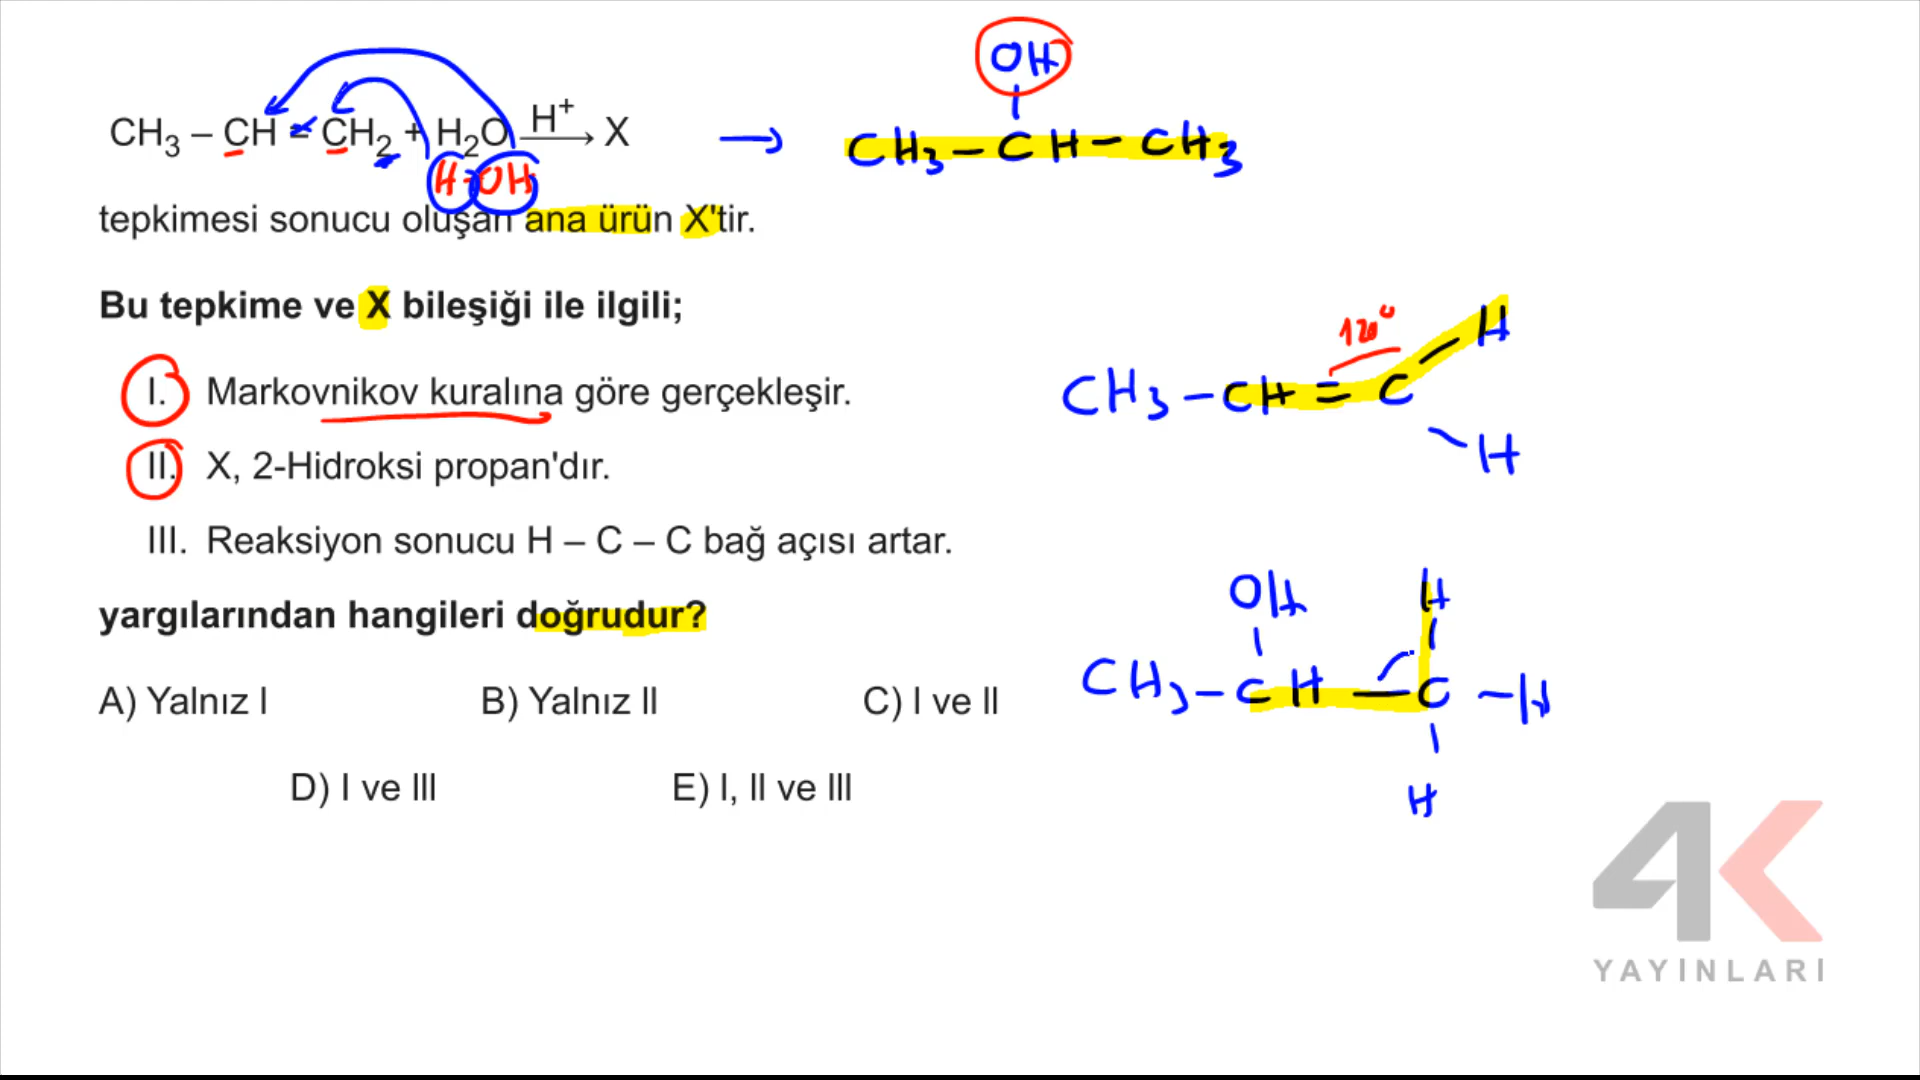 CH3 – CH = CH2 + H2O H+ → X
H-OH
OH
→ CH3 – CH – CH3
tepkimesi sonucu oluşan ana ürün X'tir.
Bu tepkime ve X bileşiği ile ilgili;
I. Markovnikov kuralına göre gerçekleşir.
II. X, 2-Hidroksi propan'dır.
III. Reaksiyon sonucu H – C – C bağ açısı artar.
yargılarından hangileri doğrudur?
A) Yalnız I B) Yalnız II C) I ve II
D) I ve III E) I, II ve III
120° H
CH3 – CH = C
H
OH H
CH3 – CH – C – H
H
4K
YAYINLARI